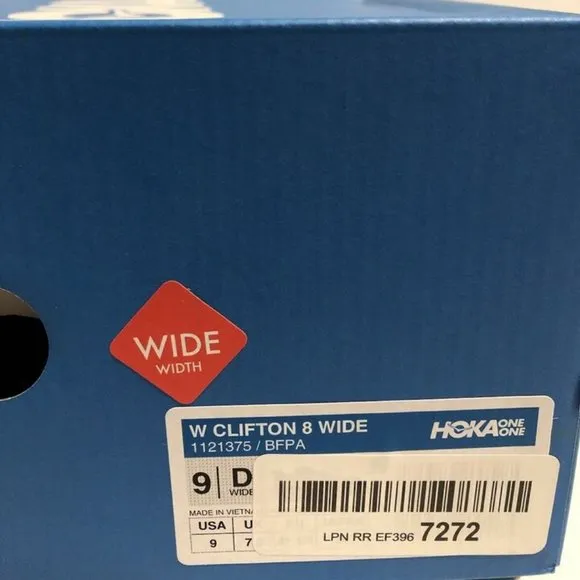 WIDE
WIDTH
W CLIFTON 8 WIDE
HOKA ONE ONE
1121375 / BFPA
9 D
WIDE
MADE IN
USA
9 7
LPN RR EF396 7272